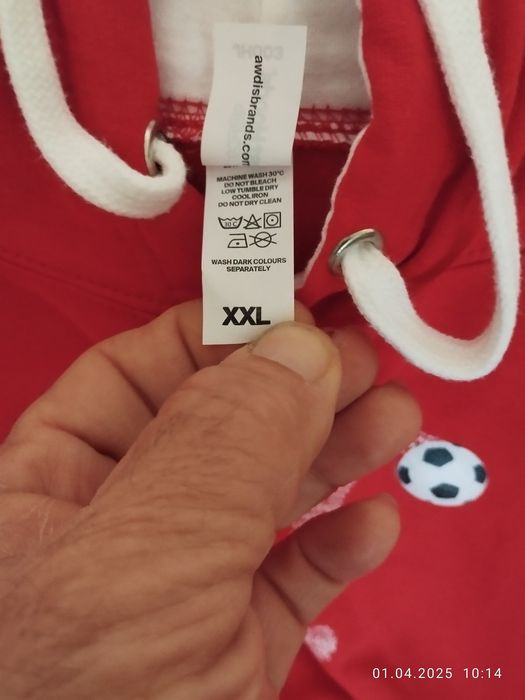 awdisbrands.com
MACHINE WASH 30°C
DO NOT BLEACH
LOW TUMBLE DRY
COOL IRON
DO NOT DRY CLEAN
30°C
WASH DARK COLOURS
SEPARATELY
XXL
01.04.2025 10:14